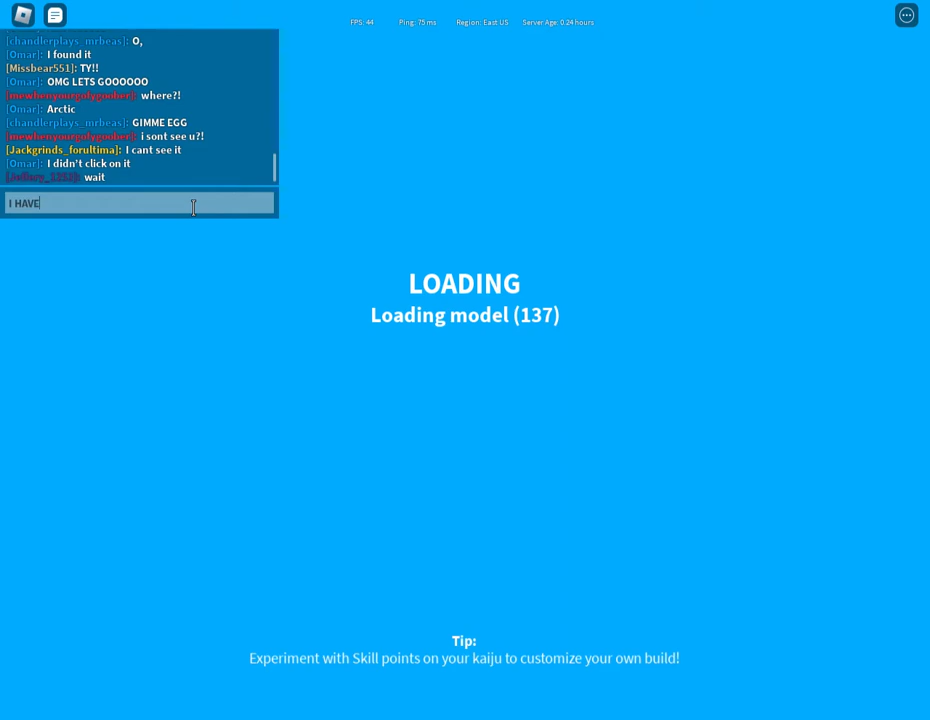 FPS: 44 Ping: 75 ms Region: East US Server Age: 0.24 hours
[chandlerplays_mrbeas]: O,
[Omar]: I found it
[Missbear551]: TY!!
[Omar]: OMG LETS GOOOOOO
[mewhenyourgofygoober]: where?!
[Omar]: Arctic
[chandlerplays_mrbeas]: GIMME EGG
[mewhenyourgofygoober]: i sont see u?!
[Jackgrinds_forultima]: I cant see it
[Omar]: I didn't click on it
wait
I HAVE
LOADING
Loading model (137)
Tip:
Experiment with Skill points on your kaiju to customize your own build!